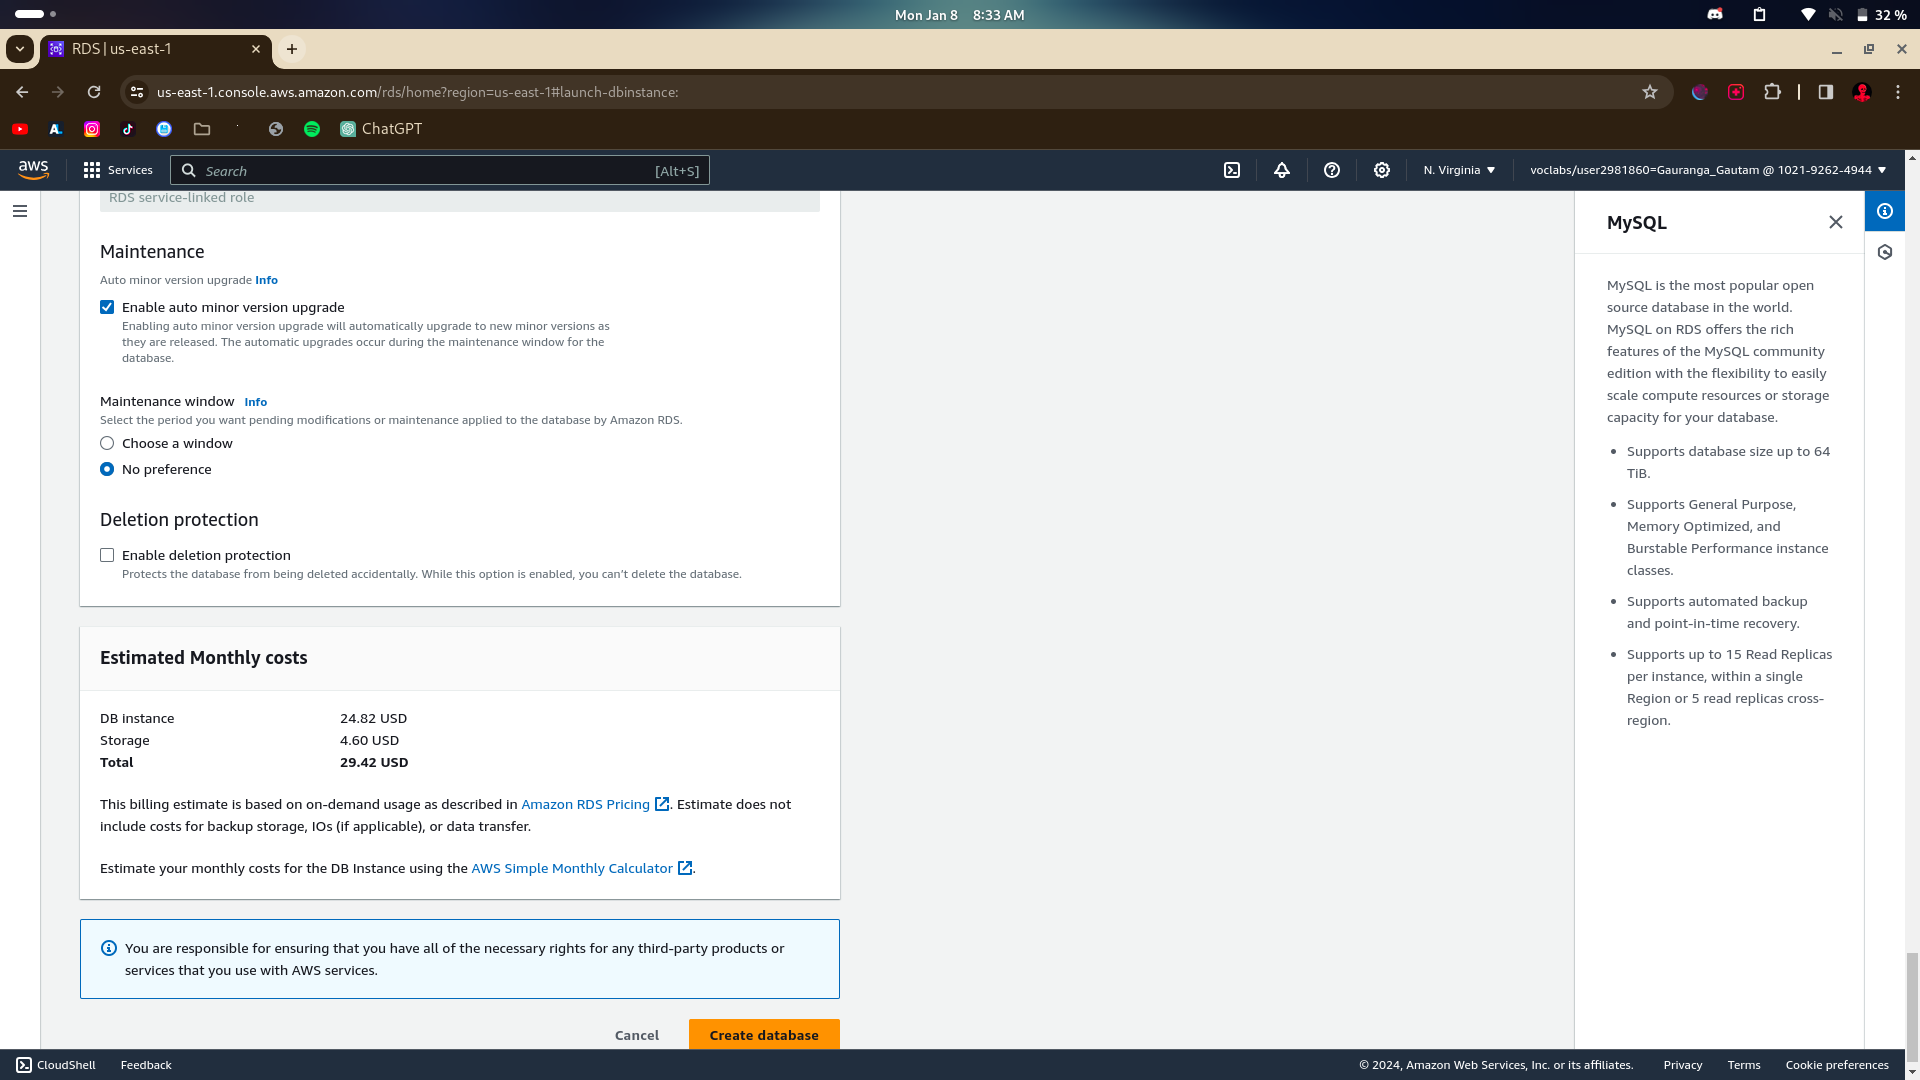 Mon Jan 8 8:33 AM
32 %
RDS | us-east-1
us-east-1.console.aws.amazon.com/rds/home?region=us-east-1#launch-dbinstance:
ChatGPT
aws
Services
Search
[Alt+S]
N. Virginia
voclabs/user2981860=Gauranga_Gautam @ 1021-9262-4944
RDS service-linked role
Maintenance
Auto minor version upgrade Info
Enable auto minor version upgrade
Enabling auto minor version upgrade will automatically upgrade to new minor versions as
they are released. The automatic upgrades occur during the maintenance window for the
database.
Maintenance window Info
Select the period you want pending modifications or maintenance applied to the database by Amazon RDS.
Choose a window
No preference
Deletion protection
Enable deletion protection
Protects the database from being deleted accidentally. While this option is enabled, you can't delete the database.
Estimated Monthly costs
DB instance 24.82 USD
Storage 4.60 USD
Total 29.42 USD
This billing estimate is based on on-demand usage as described in Amazon RDS Pricing. Estimate does not
include costs for backup storage, IOs (if applicable), or data transfer.
Estimate your monthly costs for the DB Instance using the AWS Simple Monthly Calculator.
You are responsible for ensuring that you have all of the necessary rights for any third-party products or
services that you use with AWS services.
Cancel
Create database
MySQL
MySQL is the most popular open
source database in the world.
MySQL on RDS offers the rich
features of the MySQL community
edition with the flexibility to easily
scale compute resources or storage
capacity for your database.
• Supports database size up to 64
TiB.
• Supports General Purpose,
Memory Optimized, and
Burstable Performance instance
classes.
• Supports automated backup
and point-in-time recovery.
• Supports up to 15 Read Replicas
per instance, within a single
Region or 5 read replicas cross-
region.
CloudShell
Feedback
© 2024, Amazon Web Services, Inc. or its affiliates.
Privacy
Terms
Cookie preferences